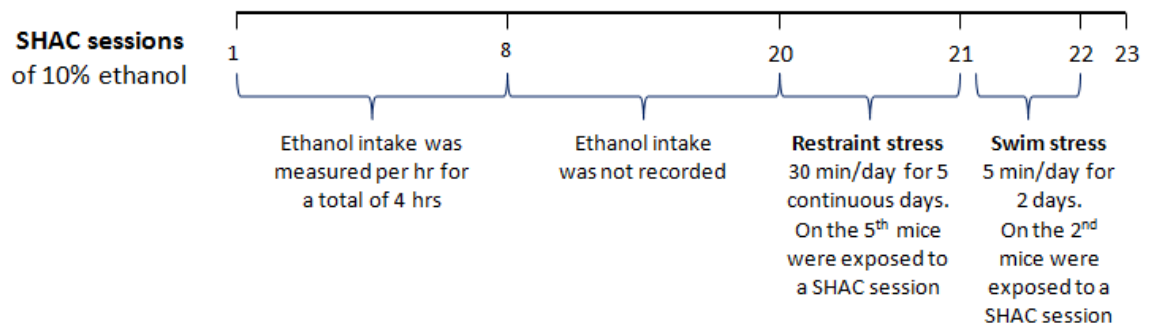 SHAC sessions
of 10% ethanol
1 8 20 21 22 23
Ethanol intake was
measured per hr for
a total of 4 hrs
Ethanol intake
was not recorded
Restraint stress
30 min/day for 5
continuous days.
On the 5th mice
were exposed to
a SHAC session
Swim stress
5 min/day for
2 days.
On the 2nd
mice were
exposed to a
SHAC session